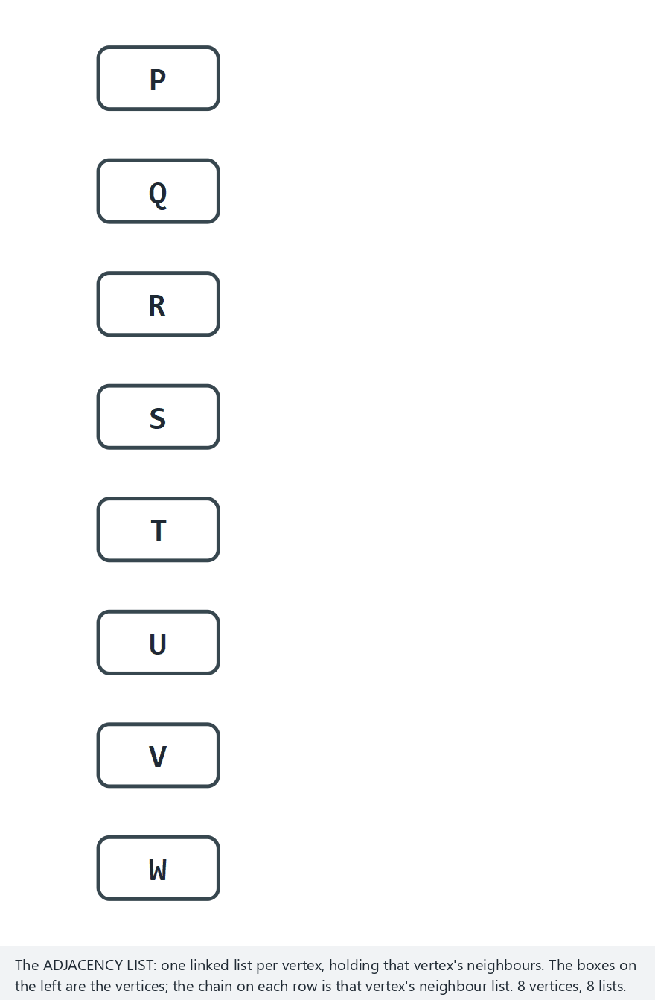 P
Q
R
S
T
U
V
W
The ADJACENCY LIST: one linked list per vertex, holding that vertex's neighbours. The boxes on
the left are the vertices; the chain on each row is that vertex's neighbour list. 8 vertices, 8 lists.